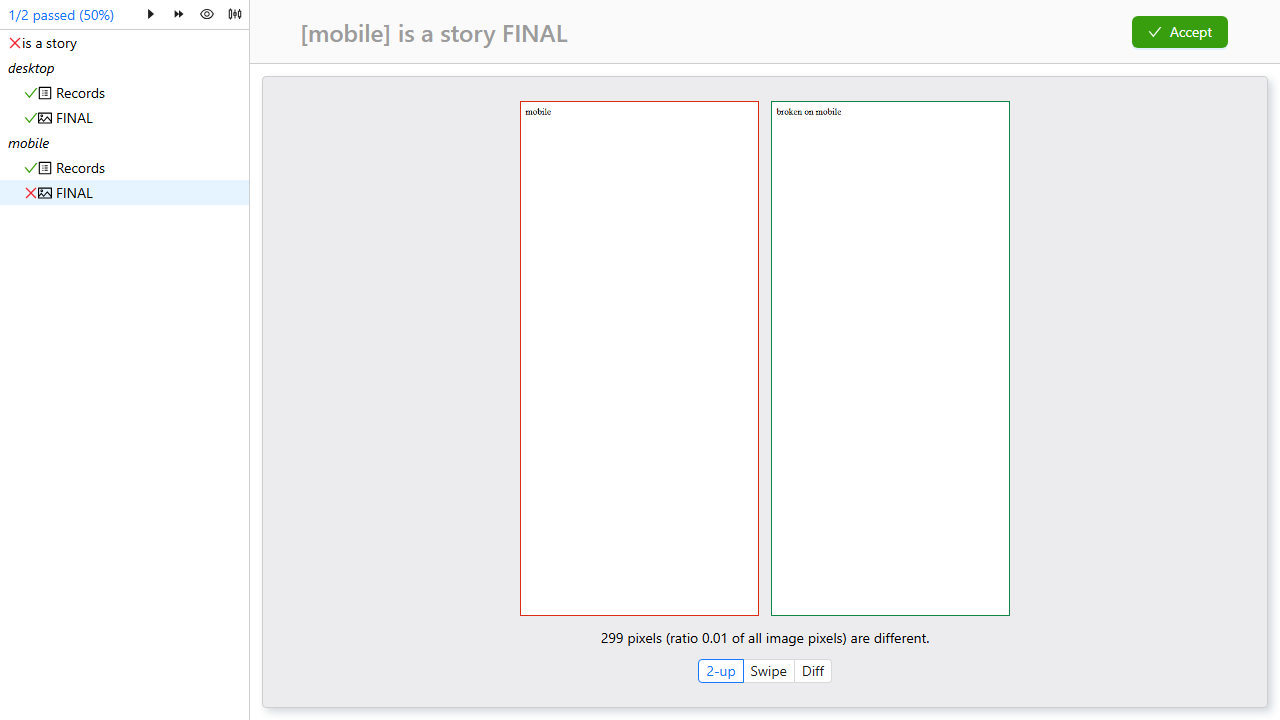 1/2 passed (50%)
is a story
desktop
Records
FINAL
mobile
Records
FINAL
[mobile] is a story FINAL
Accept
mobile
broken on mobile
299 pixels (ratio 0.01 of all image pixels) are different.
2-up Swipe Diff